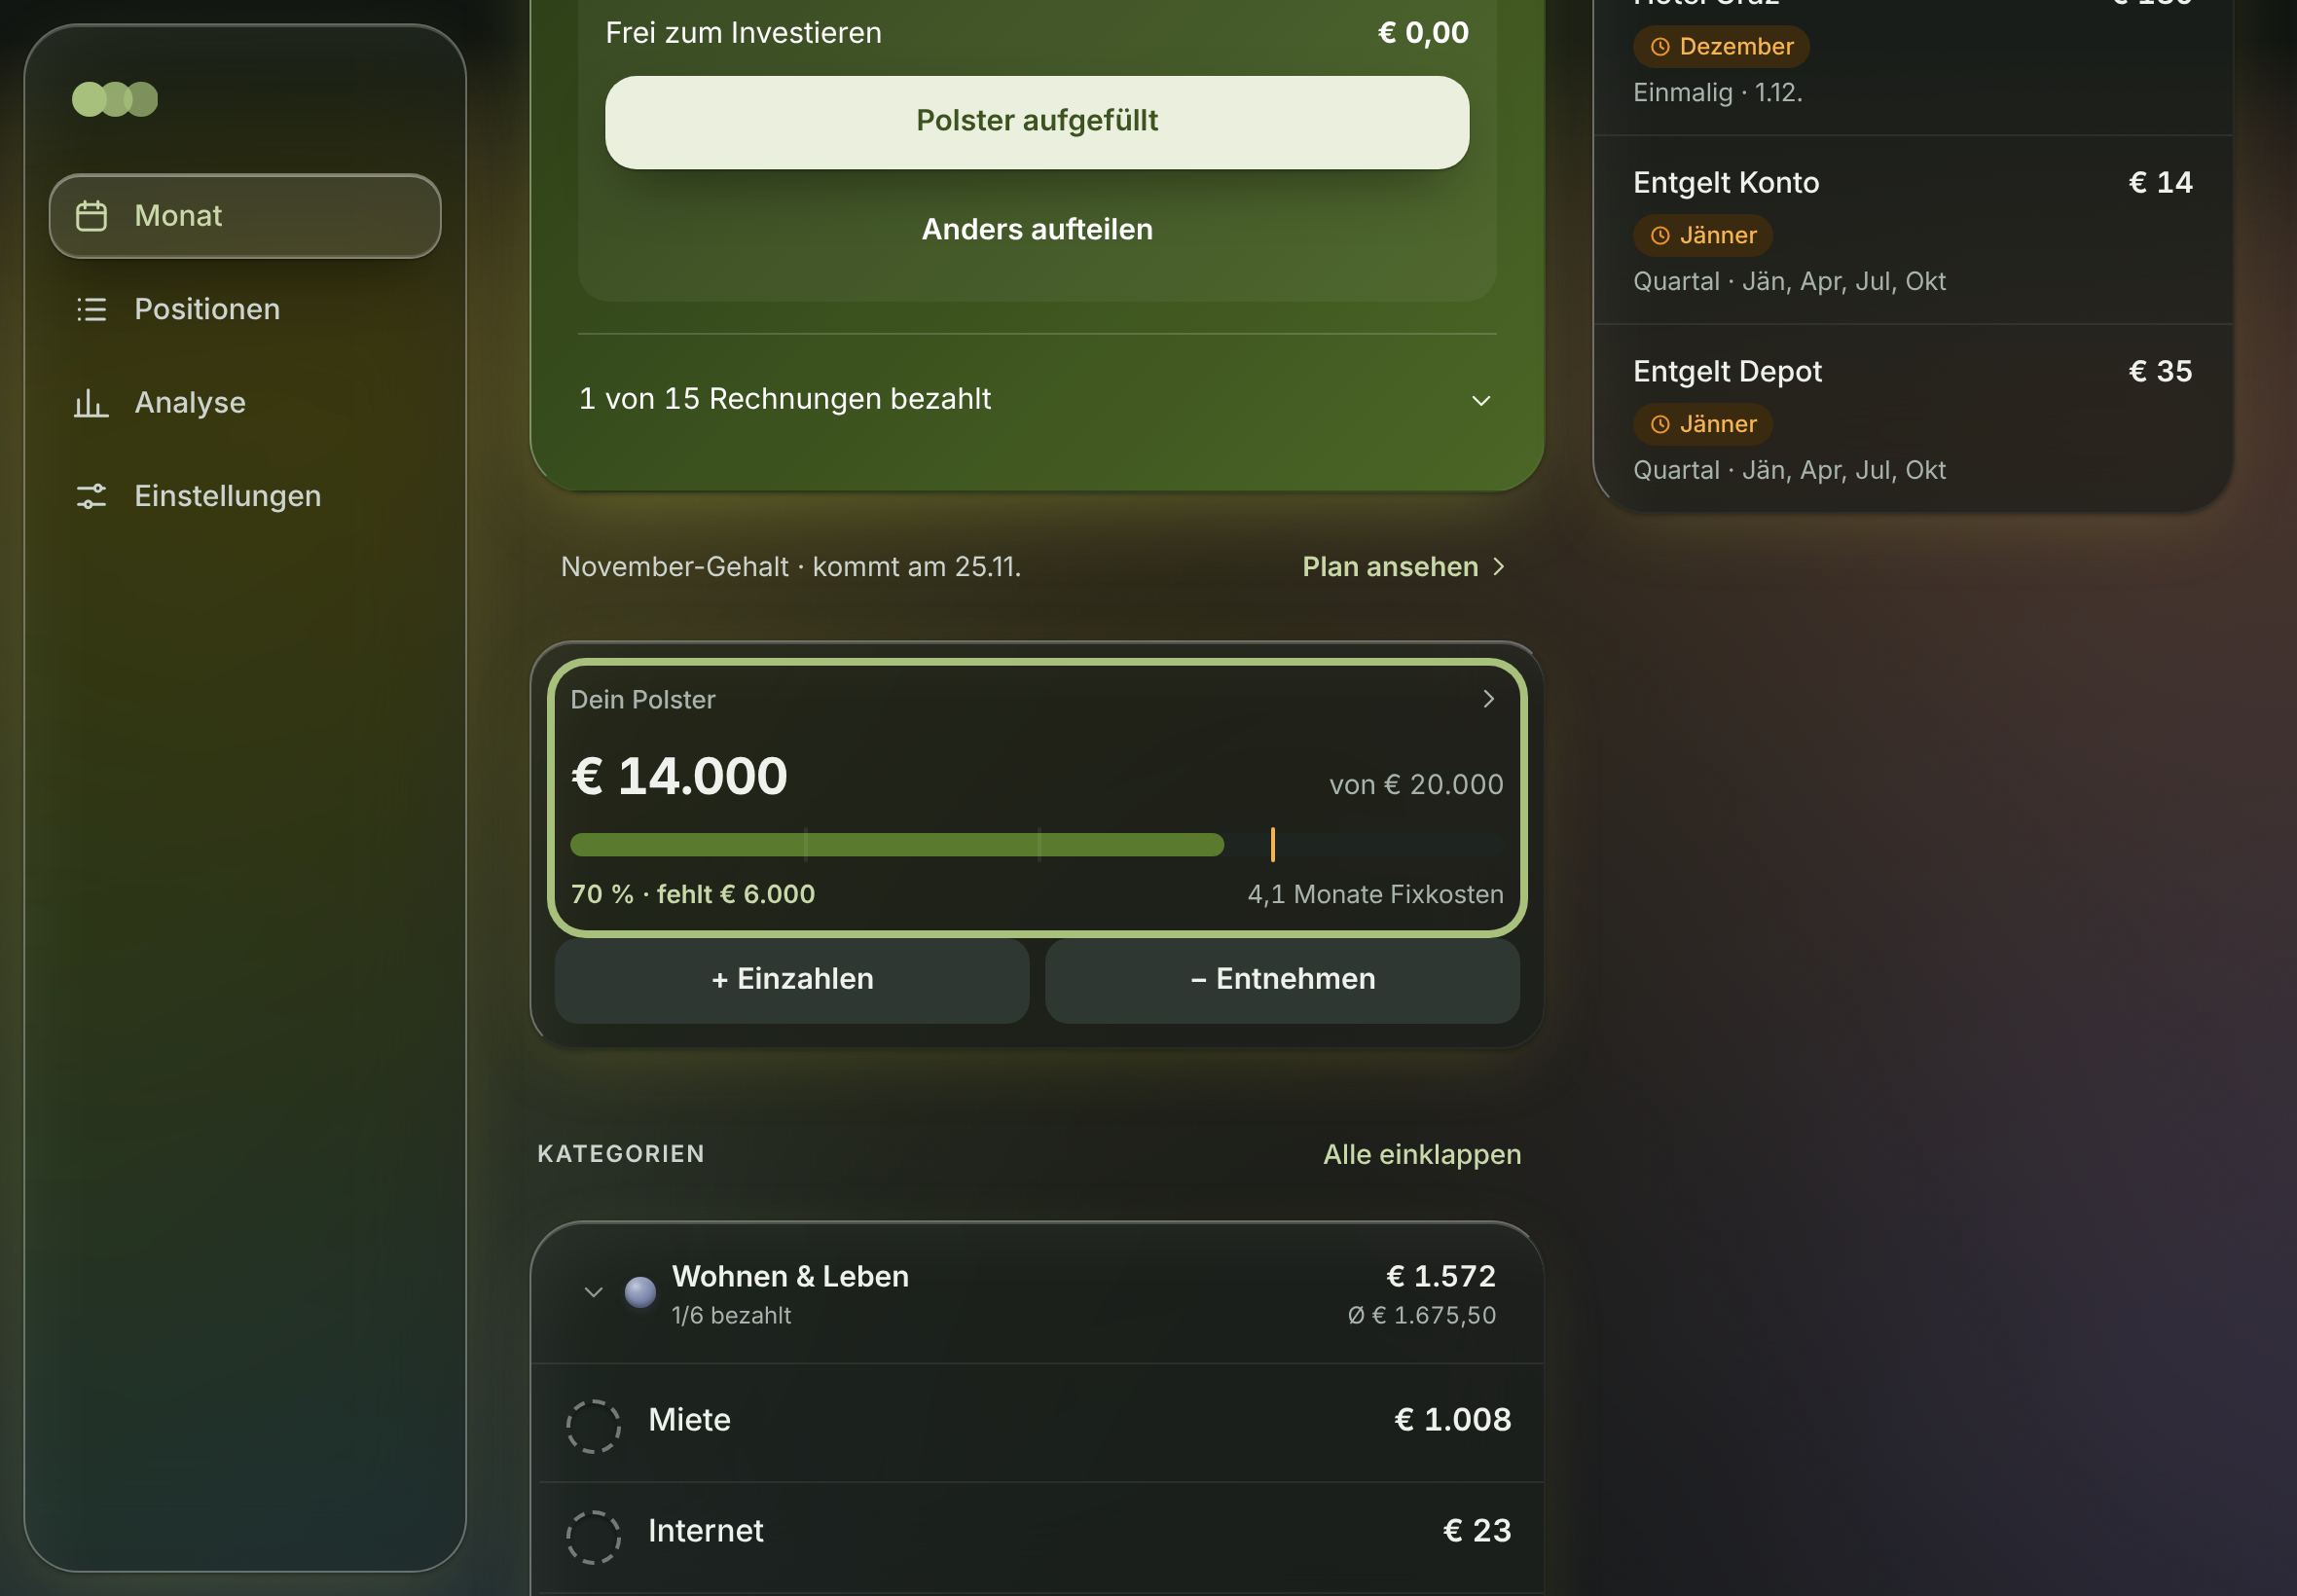 Monat
Positionen
Analyse
Einstellungen
Frei zum Investieren € 0,00
Polster aufgefüllt
Anders aufteilen
1 von 15 Rechnungen bezahlt
November-Gehalt · kommt am 25.11. Plan ansehen
Dein Polster
€ 14.000 von € 20.000
70 % · fehlt € 6.000 4,1 Monate Fixkosten
+ Einzahlen – Entnehmen
KATEGORIEN Alle einklappen
Wohnen & Leben € 1.572
1/6 bezahlt Ø € 1.675,50
Miete € 1.008
Internet € 23
Dezember
Einmalig · 1.12.
Entgelt Konto € 14
Jänner
Quartal · Jän, Apr, Jul, Okt
Entgelt Depot € 35
Jänner
Quartal · Jän, Apr, Jul, Okt